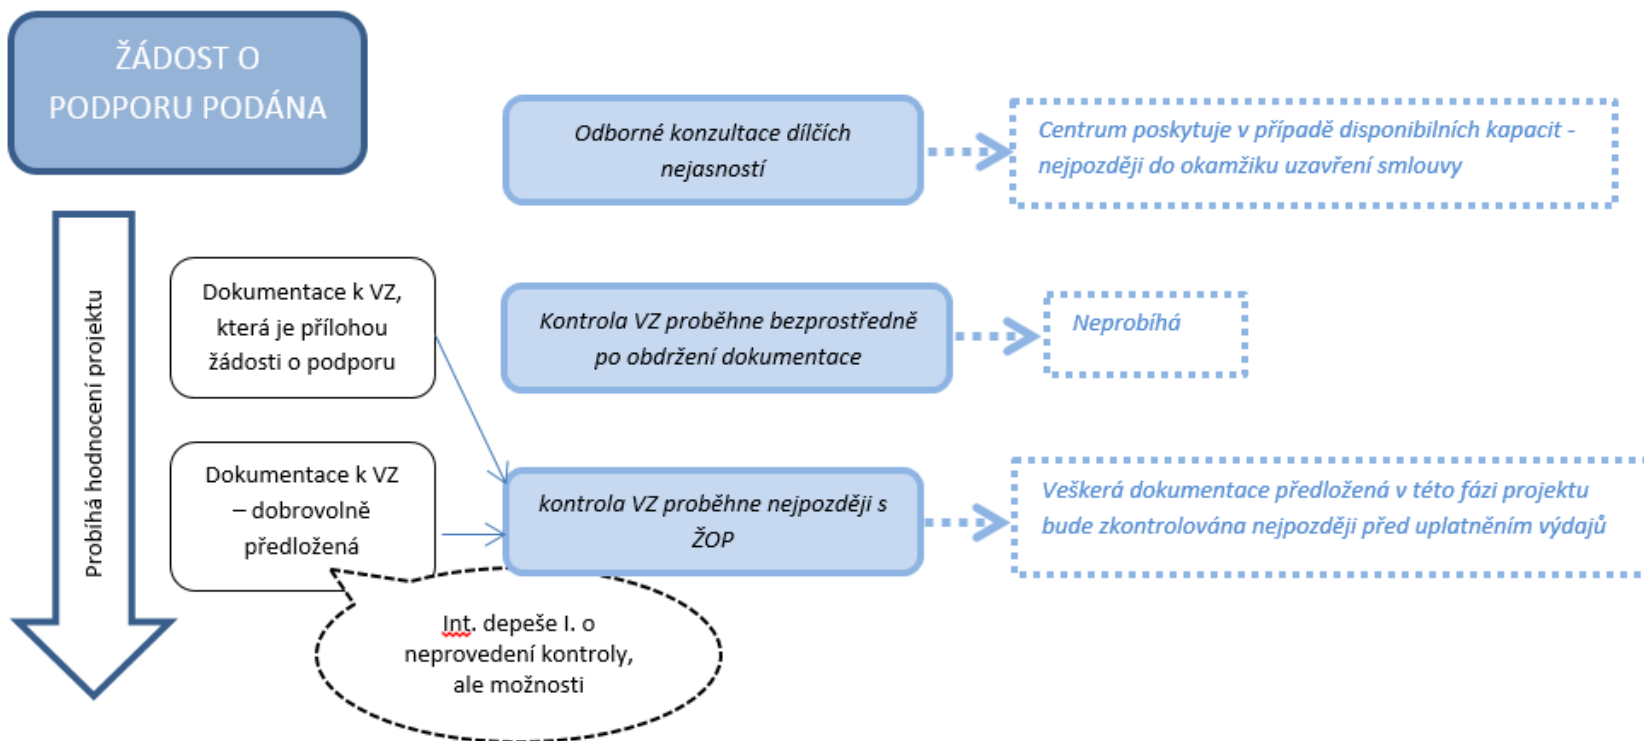 ŽÁDOST O
PODPORU PODÁNA
Odborné konzultace dílčích
nejasností
Centrum poskytuje v případě disponibilních kapacit -
nejpozději do okamžiku uzavření smlouvy
Probíhá hodnocení projektu
Dokumentace k VZ,
která je přílohou
žádosti o podporu
Kontrola VZ proběhne bezprostředně
po obdržení dokumentace
Neprobíhá
Dokumentace k VZ
– dobrovolně
předložená
kontrola VZ proběhne nejpozději s
ŽOP
Veškerá dokumentace předložená v této fázi projektu
bude zkontrolována nejpozději před uplatněním výdajů
Int. depeše I. o
neprovedení kontroly,
ale možnosti